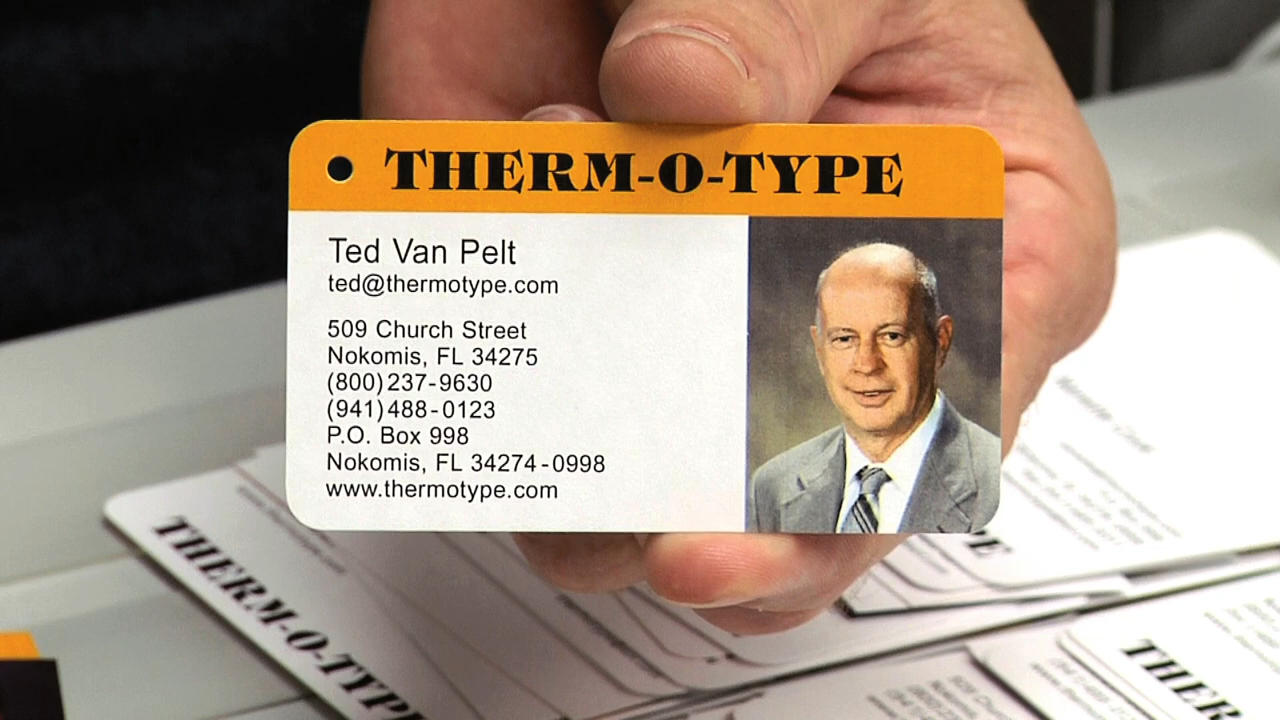 THERM-O-TYPE
Ted Van Pelt
ted@thermotype.com
509 Church Street
Nokomis, FL 34275
(800)237-9630
(941)488-0123
P.O. Box 998
Nokomis, FL 34274-0998
www.thermotype.com
THERM-O-TYPE
PE
THER